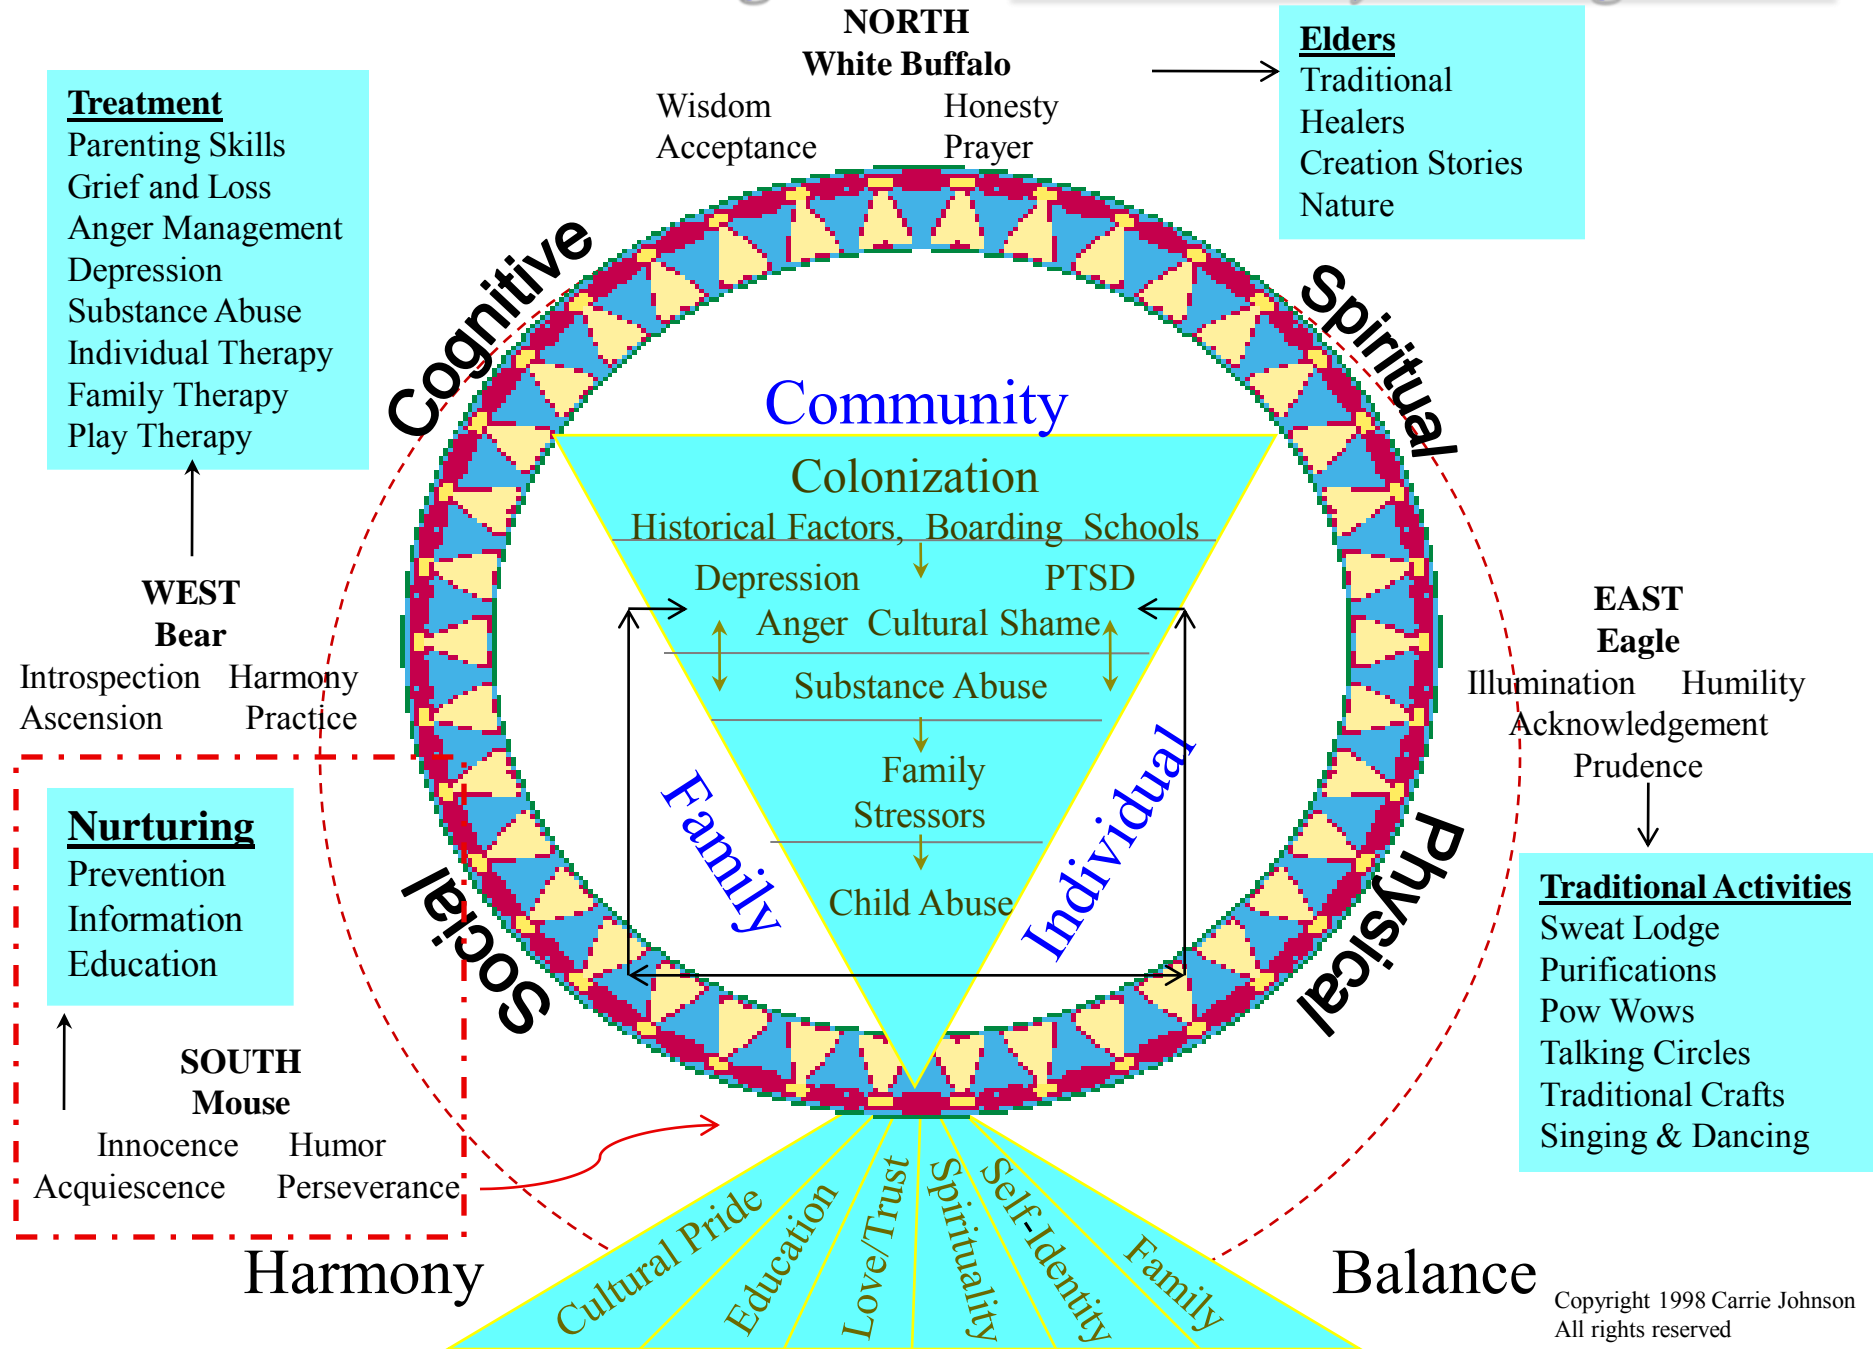 NORTH
White Buffalo
Wisdom Honesty
Acceptance Prayer
Elders
Traditional
Healers
Creation Stories
Nature
Treatment
Parenting Skills
Grief and Loss
Anger Management
Depression
Substance Abuse
Individual Therapy
Family Therapy
Play Therapy
Cognitive
Spiritual
Community
Colonization
Historical Factors, Boarding Schools
Depression PTSD
Anger Cultural Shame
Substance Abuse
Family
Stressors
Child Abuse
Family
Individual
WEST
Bear
Introspection Harmony
Ascension Practice
EAST
Eagle
Illumination Humility
Acknowledgement
Prudence
Nurturing
Prevention
Information
Education
Social
Physical
Traditional Activities
Sweat Lodge
Purifications
Pow Wows
Talking Circles
Traditional Crafts
Singing & Dancing
SOUTH
Mouse
Innocence Humor
Acquiescence Perseverance
Harmony
Cultural Pride
Education
Love/Trust
Spirituality
Self-Identity
Family
Balance
Copyright 1998 Carrie Johnson
All rights reserved